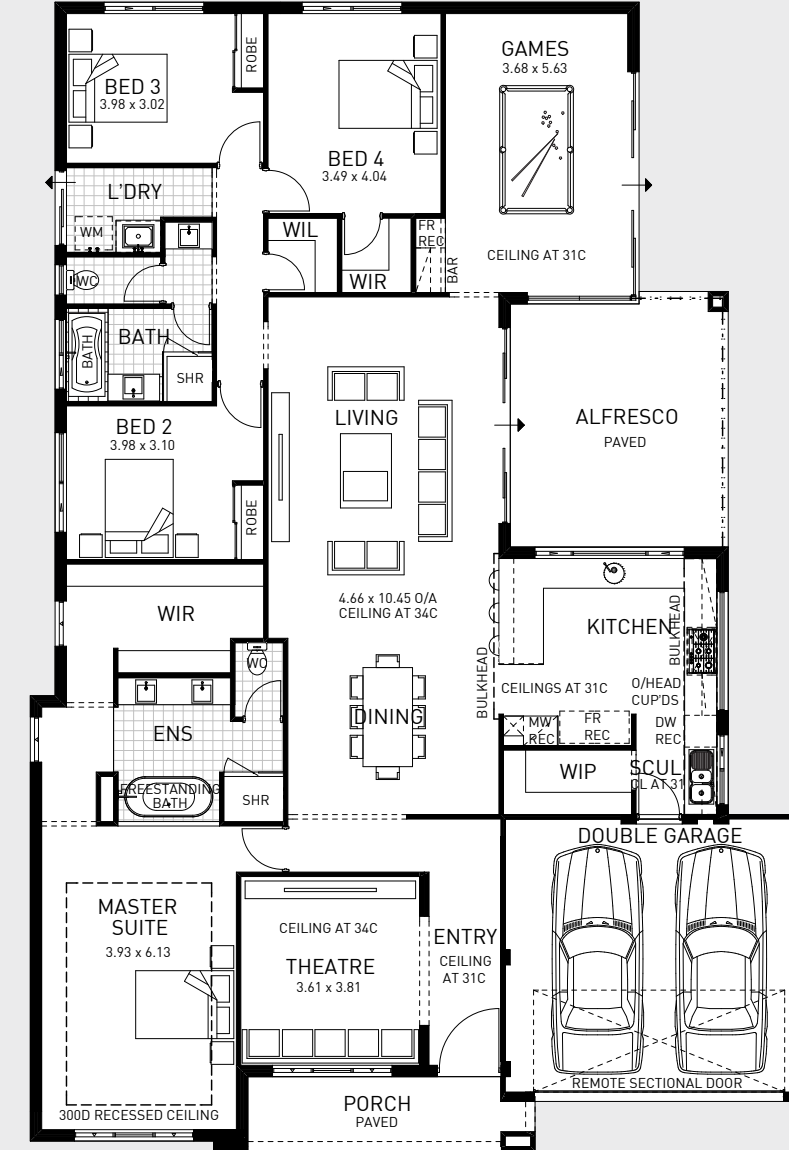 GAMES
3.68 x 5.63
ROBE
BED 3
3.98 x 3.02
BED 4
3.49 x 4.04
L'DRY
WM
WIL
FR
REC
CEILING AT 31C
BAR
WIR
WC
BATH
BATH
SHR
LIVING
ALFRESCO
PAVED
BED 2
3.98 x 3.10
ROBE
4.66 x 10.45 O/A
CEILING AT 34C
WIR
KITCHEN
BULKHEAD
WC
BULKHEAD
CEILINGS AT 31C
O/HEAD
CUP'DS
DINING
MW
REC
FR
REC
DW
REC
ENS
WIP
SCUL
CL AT 31
FREESTANDING
BATH
SHR
DOUBLE GARAGE
MASTER
SUITE
3.93 x 6.13
CEILING AT 34C
THEATRE
3.61 x 3.81
ENTRY
CEILING
AT 31C
REMOTE SECTIONAL DOOR
300D RECESSED CEILING
PORCH
PAVED